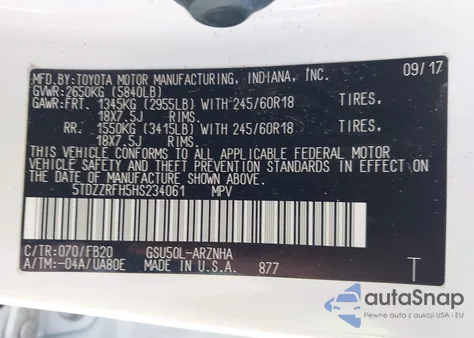 MFD.BY:TOYOTA MOTOR MANUFACTURING, INDIANA, INC. 09/17
GVWR:2650KG (5840LB)
GAWR:FRT. 1345KG (2955LB) WITH 245/60R18 TIRES,
18X7.5J RIMS.
RR. 1550KG (3415LB) WITH 245/60R18 TIRES,
18X7.5J RIMS.
THIS VEHICLE CONFORMS TO ALL APPLICABLE FEDERAL MOTOR
VEHICLE SAFETY AND THEFT PREVENTION STANDARDS IN EFFECT
ON THE DATE OF MANUFACTURE SHOWN ABOVE.
5TDZZRFH5HS234061 MPV
C/TR:070/FB20 GSU50L-ARZNHA
A/TM:-04A/UA80E MADE IN U.S.A. 877 T
autoSnap
Pewne auta z aukcji USA i EU